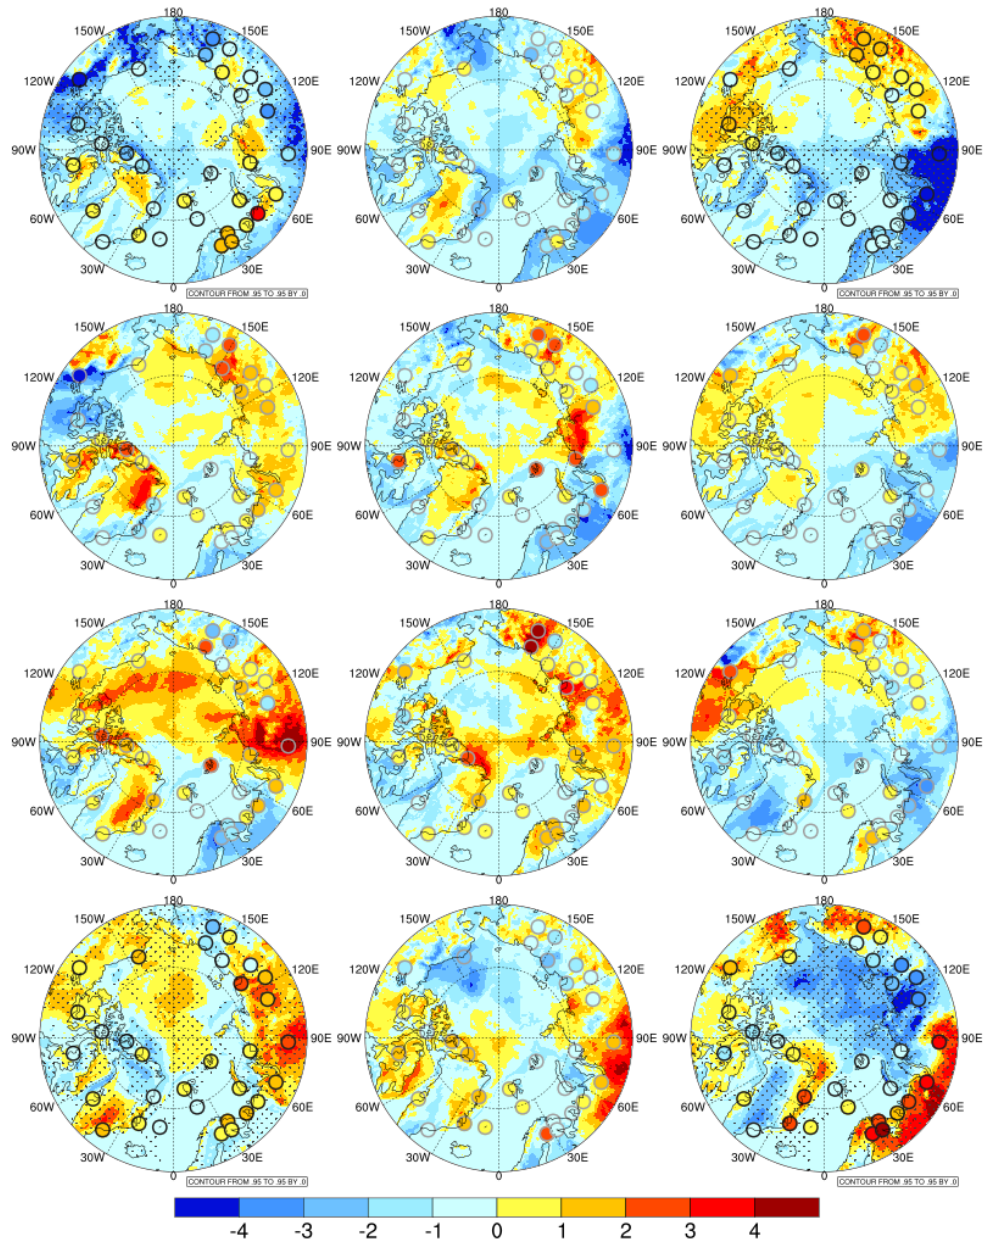 180 180 180
150W 150E 150W 150E 150W 150E
120W 120E 120W 120E 120W 120E
90W 90E 90W 90E 90W 90E
60W 60E 60W 60E 60W 60E
30W 30E 30W 30E 30W 30E
0 0 0
CONTOUR FROM .95 TO .95 BY .0 CONTOUR FROM .95 TO .95 BY .0
180 180 180
150W 150E 150W 150E 150W 150E
120W 120E 120W 120E 120W 120E
90W 90E 90W 90E 90W 90E
60W 60E 60W 60E 60W 60E
30W 30E 30W 30E 30W 30E
0 0 0
180 180 180
150W 150E 150W 150E 150W 150E
120W 120E 120W 120E 120W 120E
90W 90E 90W 90E 90W 90E
60W 60E 60W 60E 60W 60E
30W 30E 30W 30E 30W 30E
0 0 0
180 180 180
150W 150E 150W 150E 150W 150E
120W 120E 120W 120E 120W 120E
90W 90E 90W 90E 90W 90E
60W 60E 60W 60E 60W 60E
30W 30E 30W 30E 30W 30E
0 0 0
CONTOUR FROM .95 TO .95 BY .0 CONTOUR FROM .95 TO .95 BY .0
-4 -3 -2 -1 0 1 2 3 4